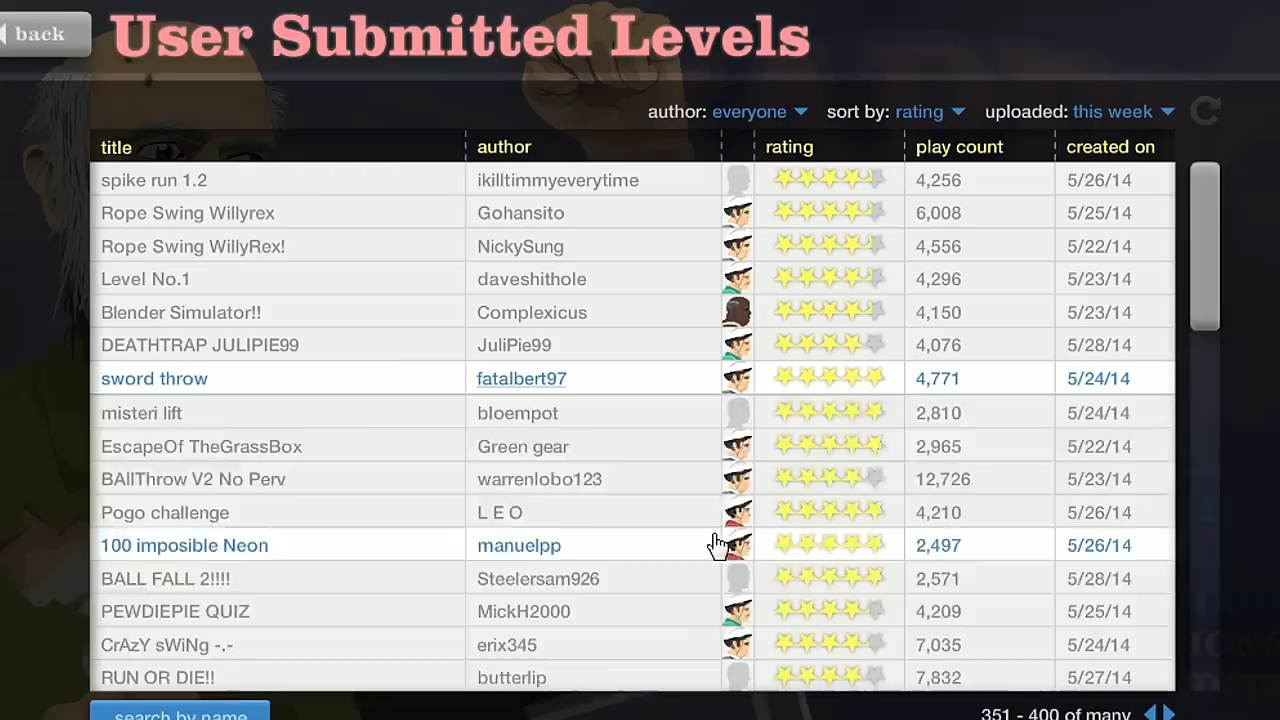 back
User Submitted Levels
author: everyone sort by: rating uploaded: this week
title author rating play count created on
spike run 1.2 ikilltimmyeverytime 4,256 5/26/14
Rope Swing Willyrex Gohansito 6,008 5/25/14
Rope Swing WillyRex! NickySung 4,556 5/22/14
Level No.1 daveshithole 4,296 5/23/14
Blender Simulator!! Complexicus 4,150 5/23/14
DEATHTRAP JULIPIE99 JuliPie99 4,076 5/28/14
sword throw fatalbert97 4,771 5/24/14
misteri lift bloempot 2,810 5/24/14
EscapeOf TheGrassBox Green gear 2,965 5/22/14
BAllThrow V2 No Perv warrenlobo123 12,726 5/23/14
Pogo challenge L E O 4,210 5/26/14
100 imposible Neon manuelpp 2,497 5/26/14
BALL FALL 2!!!! Steelersam926 2,571 5/28/14
PEWDIEPIE QUIZ MickH2000 4,209 5/25/14
CrAzY sWiNg -.- erix345 7,035 5/24/14
RUN OR DIE!! butterlip 7,832 5/27/14
search by name 351 - 400 of many